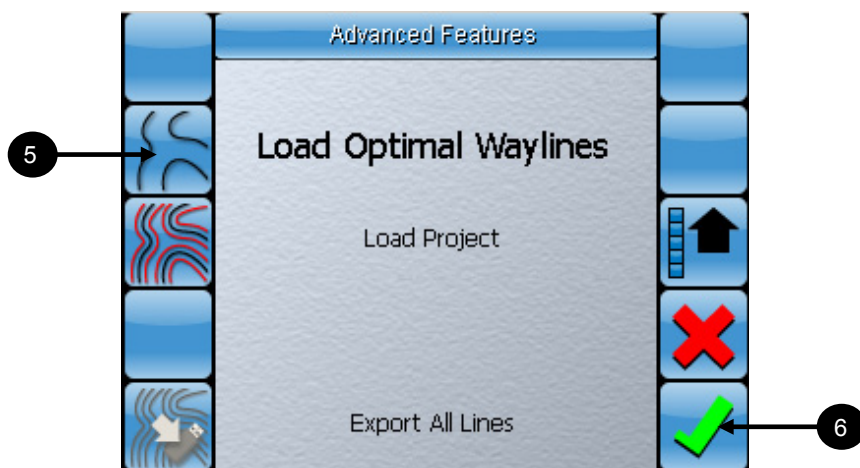 Advanced Features
5
Load Optimal Waylines
Load Project
Export All Lines
6